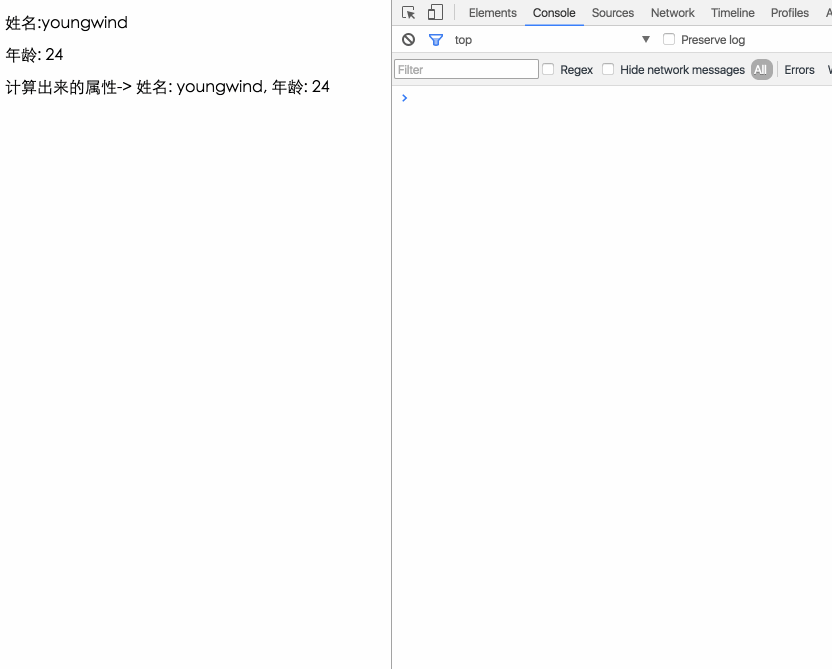 姓名:youngwind
年龄: 24
计算出来的属性-> 姓名: youngwind, 年龄: 24
Elements Console Sources Network Timeline Profiles
top Preserve log
Filter Regex Hide network messages All Errors